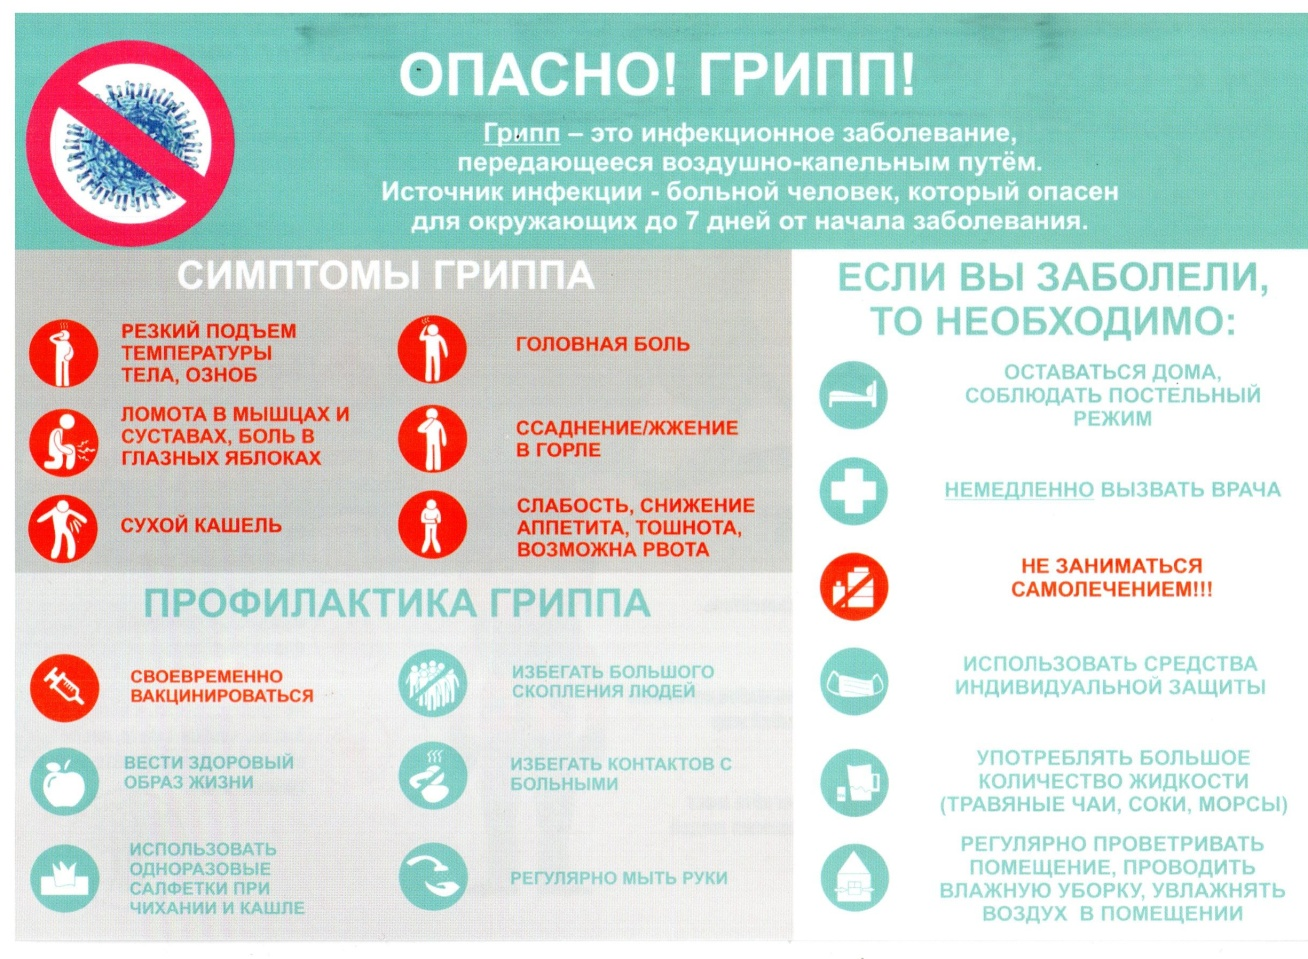 ОПАСНО! ГРИПП!
Грипп – это инфекционное заболевание,
передающееся воздушно-капельным путём.
Источник инфекции - больной человек, который опасен
для окружающих до 7 дней от начала заболевания.
СИМПТОМЫ ГРИППА
РЕЗКИЙ ПОДЪЕМ
ТЕМПЕРАТУРЫ
ТЕЛА, ОЗНОБ
ЛОМОТА В МЫШЦАХ И
СУСТАВАХ, БОЛЬ В
ГЛАЗНЫХ ЯБЛОКАХ
СУХОЙ КАШЕЛЬ
ГОЛОВНАЯ БОЛЬ
ССАДНЕНИЕ/ЖЖЕНИЕ
В ГОРЛЕ
СЛАБОСТЬ, СНИЖЕНИЕ
АППЕТИТА, ТОШНОТА,
ВОЗМОЖНА РВОТА
ПРОФИЛАКТИКА ГРИППА
СВОЕВРЕМЕННО
ВАКЦИНИРОВАТЬСЯ
ВЕСТИ ЗДОРОВЫЙ
ОБРАЗ ЖИЗНИ
ИСПОЛЬЗОВАТЬ
ОДНОРАЗОВЫЕ
САЛФЕТКИ ПРИ
ЧИХАНИИ И КАШЛЕ
ИЗБЕГАТЬ БОЛЬШОГО
СКОПЛЕНИЯ ЛЮДЕЙ
ИЗБЕГАТЬ КОНТАКТОВ С
БОЛЬНЫМИ
РЕГУЛЯРНО МЫТЬ РУКИ
ЕСЛИ ВЫ ЗАБОЛЕЛИ,
ТО НЕОБХОДИМО:
ОСТАВАТЬСЯ ДОМА,
СОБЛЮДАТЬ ПОСТЕЛЬНЫЙ
РЕЖИМ
НЕМЕДЛЕННО ВЫЗВАТЬ ВРАЧА
НЕ ЗАНИМАТЬСЯ
САМОЛЕЧЕНИЕМ!!!
ИСПОЛЬЗОВАТЬ СРЕДСТВА
ИНДИВИДУАЛЬНОЙ ЗАЩИТЫ
УПОТРЕБЛЯТЬ БОЛЬШОЕ
КОЛИЧЕСТВО ЖИДКОСТИ
(ТРАВЯНЫЕ ЧАИ, СОКИ, МОРСЫ)
РЕГУЛЯРНО ПРОВЕТРИВАТЬ
ПОМЕЩЕНИЕ, ПРОВОДИТЬ
ВЛАЖНУЮ УБОРКУ, УВЛАЖНЯТЬ
ВОЗДУХ В ПОМЕЩЕНИИ